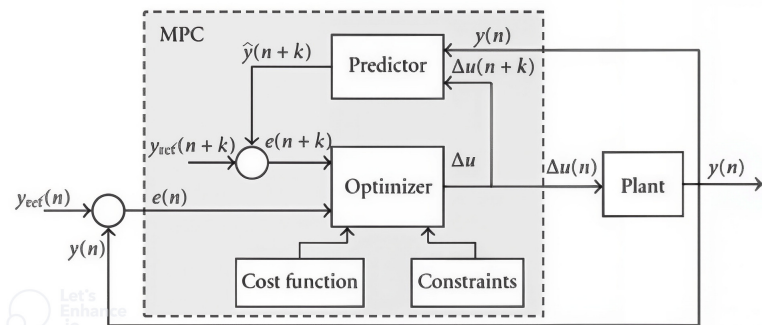 MPC
y(n)
ŷ(n + k)
Predictor
Δu(n + k)
y_ref(n + k)
e(n + k)
Δu
Optimizer
Δu(n)
Plant
y(n)
y_ref(n)
e(n)
y(n)
Cost function
Constraints
Let's
Enhance